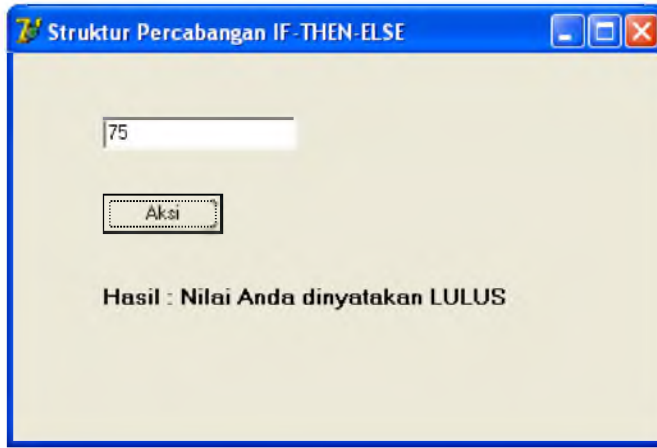 Struktur Percabangan IF-THEN-ELSE
75
Aksi
Hasil : Nilai Anda dinyatakan LULUS